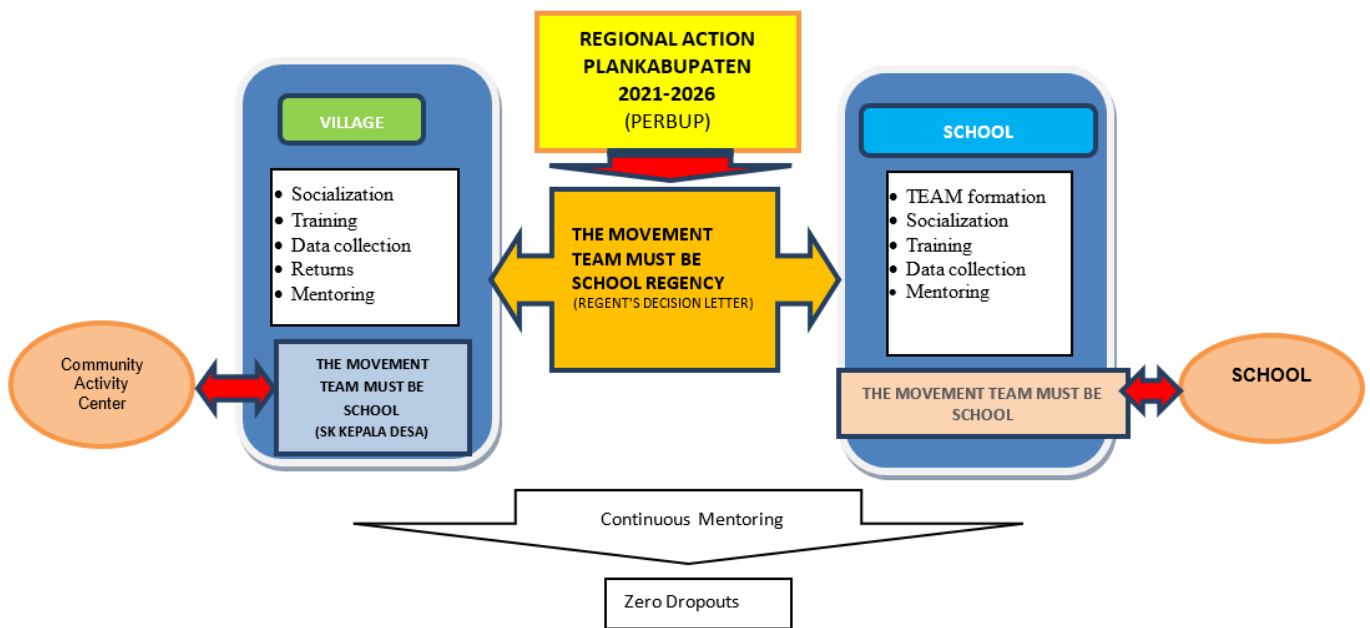 REGIONAL ACTION
PLANKABUPATEN
2021-2026
(PERBUP)
VILLAGE
• Socialization
• Training
• Data collection
• Returns
• Mentoring
THE MOVEMENT
TEAM MUST BE
SCHOOL REGENCY
(REGENT'S DECISION LETTER)
SCHOOL
• TEAM formation
• Socialization
• Training
• Data collection
• Mentoring
Community
Activity
Center
THE MOVEMENT
TEAM MUST BE
SCHOOL
(SK KEPALA DESA)
THE MOVEMENT TEAM MUST BE
SCHOOL
SCHOOL
Continuous Mentoring
Zero Dropouts